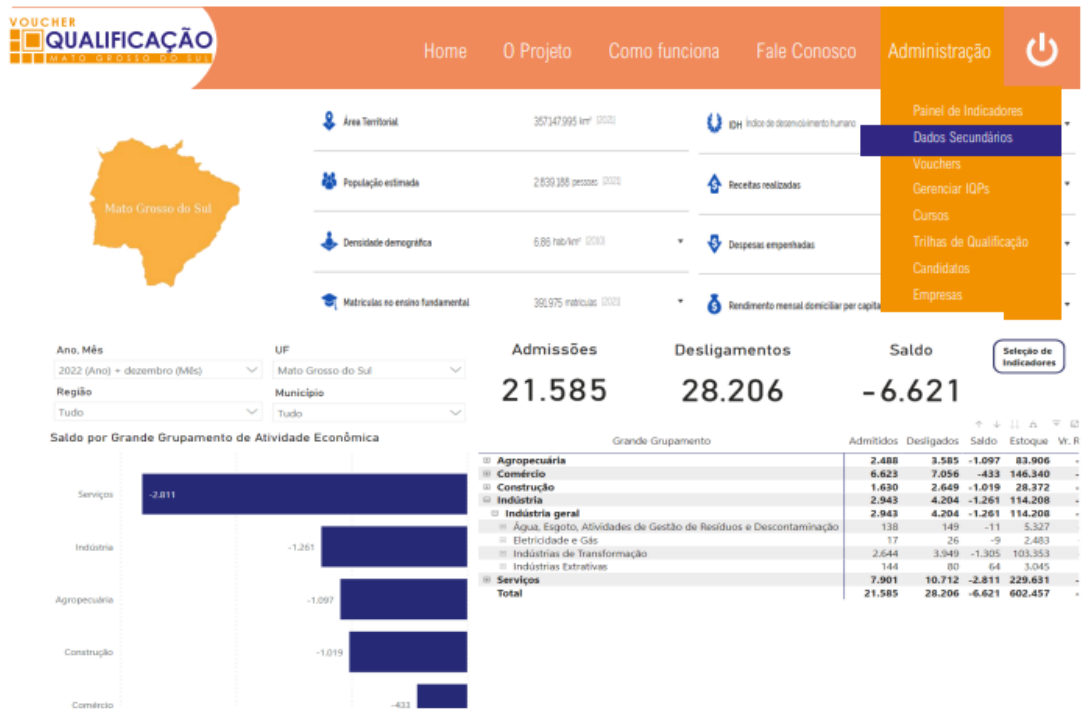 VOUCHER
QUALIFICAÇÃO
MATO GROSSO DO SUL
Home O Projeto Como funciona Fale Conosco Administração
Painel de Indicadores
Dados Secundários
Vouchers
Gerenciar IQPs
Cursos
Trilhas de Qualificação
Candidatos
Empresas
Mato Grosso do Sul
Área Territorial 357.147,995 km² [2021]
População estimada 2.839.188 pessoas [2021]
Densidade demográfica 6,86 hab/km² [2010]
Matrículas no ensino fundamental 391.975 matrículas [2021]
IDH Índice de desenvolvimento humano
Receitas realizadas
Despesas empenhadas
Rendimento mensal domiciliar per capita
Ano, Mês
2022 (Ano) + dezembro (Mês)
UF
Mato Grosso do Sul
Região
Tudo
Município
Tudo
Admissões
21.585
Desligamentos
28.206
Saldo
-6.621
Seleção de
Indicadores
Saldo por Grande Grupamento de Atividade Econômica
Serviços -2.811
Indústria -1.261
Agropecuária -1.097
Construção -1.019
Comércio -433
Grande Grupamento Admitidos Desligados Saldo Estoque Vr. R
Agropecuária 2.488 3.585 -1.097 83.906 -
Comércio 6.623 7.056 -433 146.340 -
Construção 1.630 2.649 -1.019 28.372 -
Indústria 2.943 4.204 -1.261 114.208 -
Indústria geral 2.943 4.204 -1.261 114.208 -
Água, Esgoto, Atividades de Gestão de Resíduos e Descontaminação 138 149 -11 5.327
Eletricidade e Gás 17 26 -9 2.483
Indústrias de Transformação 2.644 3.949 -1.305 103.353
Indústrias Extrativas 144 80 64 3.045
Serviços 7.901 10.712 -2.811 229.631 -
Total 21.585 28.206 -6.621 602.457 -